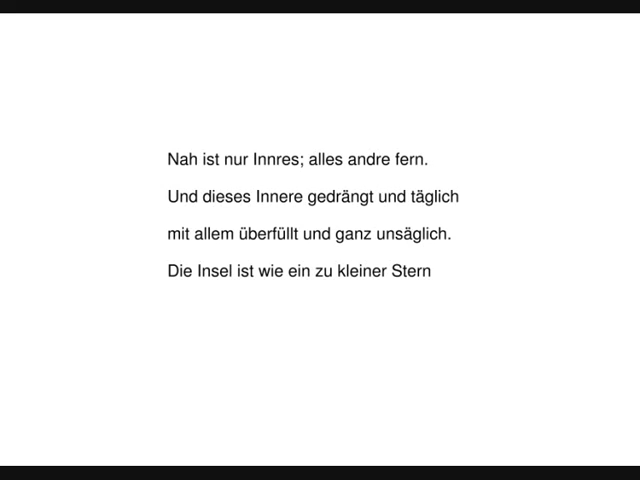 Nah ist nur Innres; alles andre fern.
Und dieses Innere gedrängt und täglich
mit allem überfüllt und ganz unsäglich.
Die Insel ist wie ein zu kleiner Stern